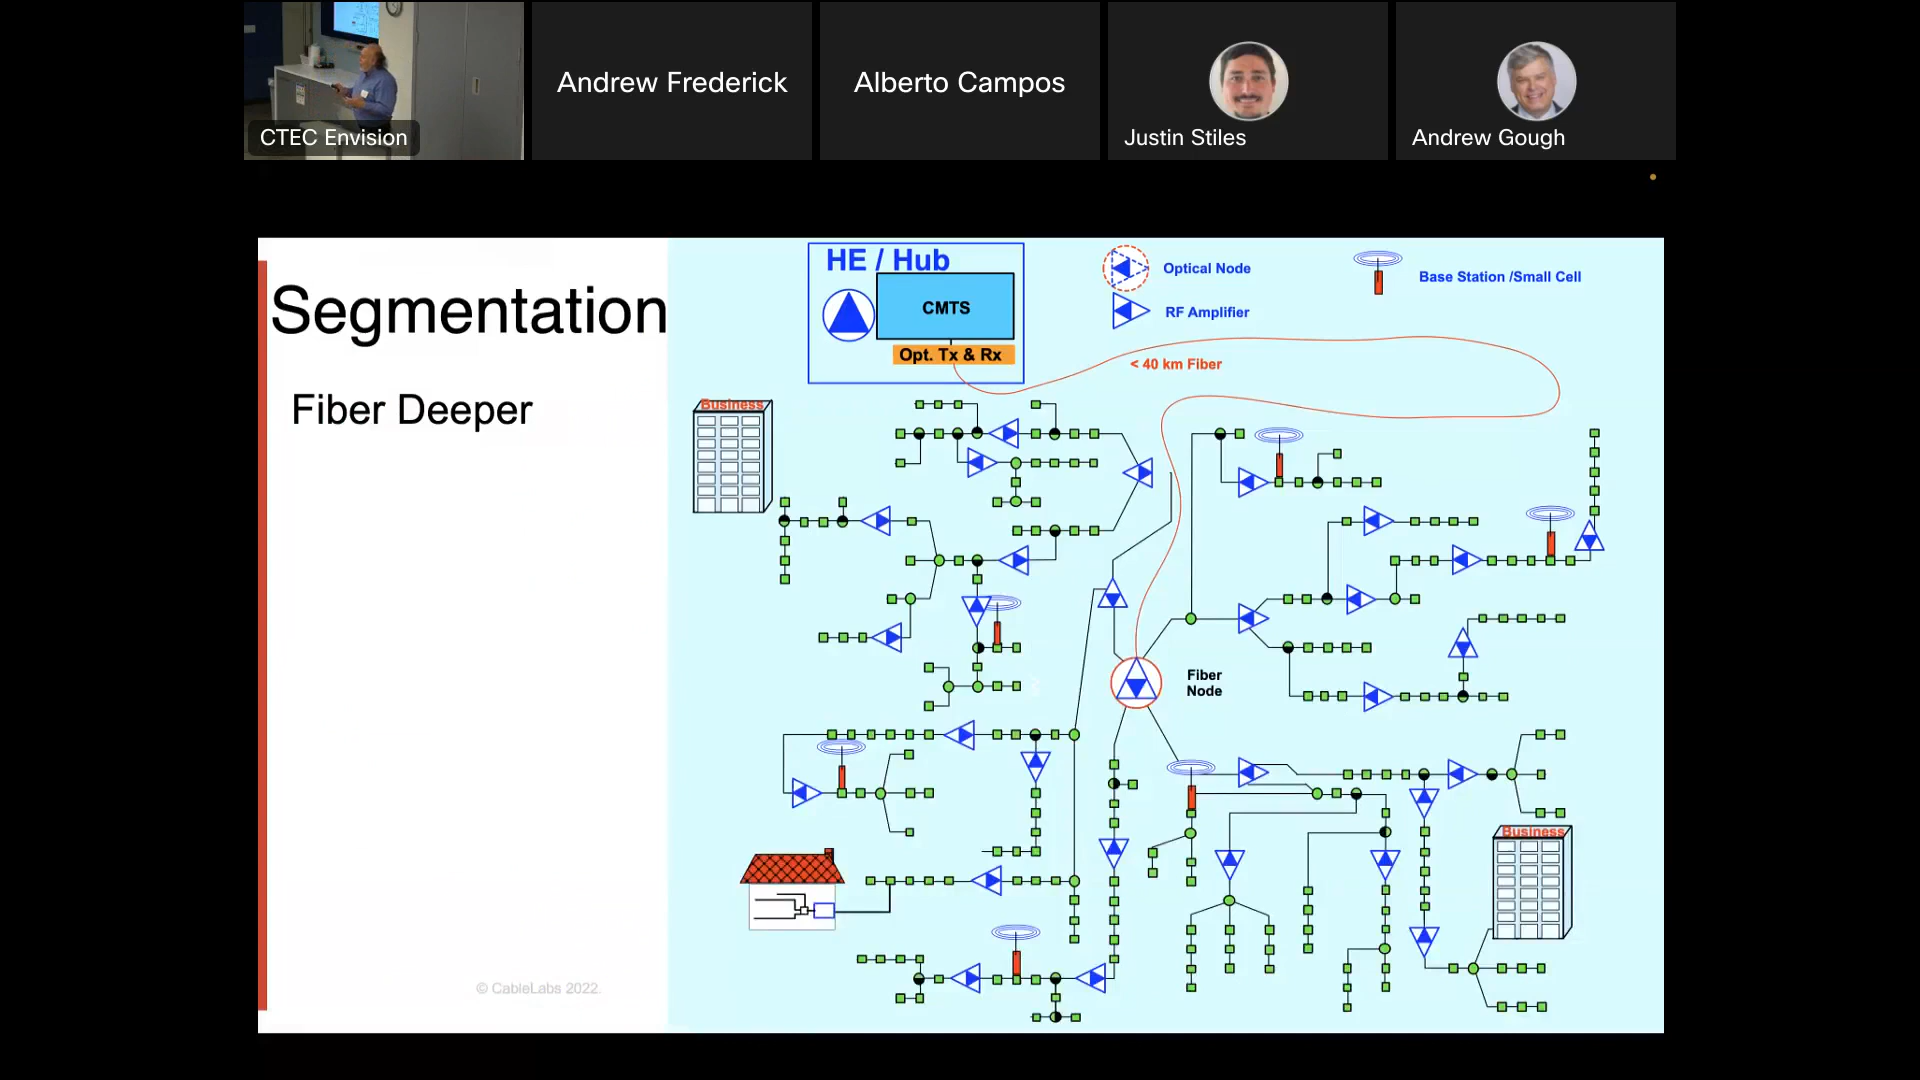 CTEC Envision
Andrew Frederick
Alberto Campos
Justin Stiles
Andrew Gough
Segmentation
Fiber Deeper
© CableLabs 2022.
HE / Hub
CMTS
Opt. Tx & Rx
Optical Node
RF Amplifier
Base Station /Small Cell
< 40 km Fiber
Business
Fiber
Node
Business